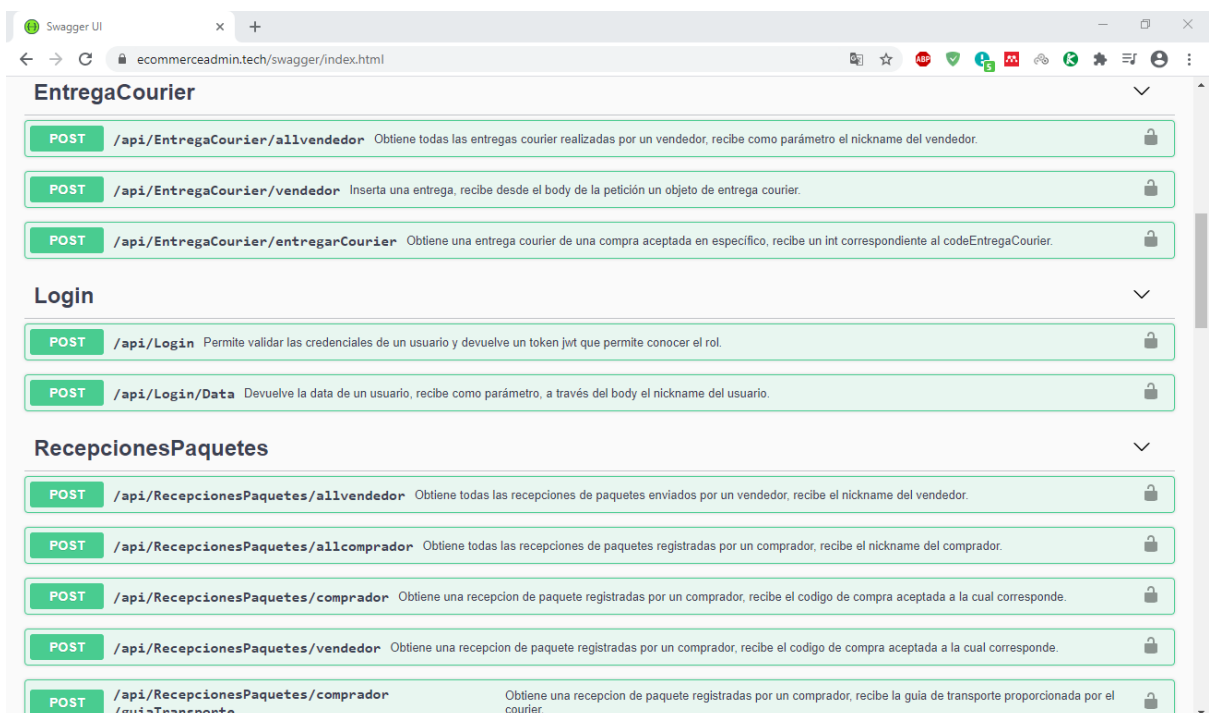 Swagger UI
ecommerceadmin.tech/swagger/index.html
ABP
S
EntregaCourier
POST /api/EntregaCourier/allvendedor Obtiene todas las entregas courier realizadas por un vendedor, recibe como parámetro el nickname del vendedor.
POST /api/EntregaCourier/vendedor Inserta una entrega, recibe desde el body de la petición un objeto de entrega courier.
POST /api/EntregaCourier/entregarCourier Obtiene una entrega courier de una compra aceptada en específico, recibe un int correspondiente al codeEntregaCourier.
Login
POST /api/Login Permite validar las credenciales de un usuario y devuelve un token jwt que permite conocer el rol.
POST /api/Login/Data Devuelve la data de un usuario, recibe como parámetro, a través del body el nickname del usuario.
RecepcionesPaquetes
POST /api/RecepcionesPaquetes/allvendedor Obtiene todas las recepciones de paquetes enviados por un vendedor, recibe el nickname del vendedor.
POST /api/RecepcionesPaquetes/allcomprador Obtiene todas las recepciones de paquetes registradas por un comprador, recibe el nickname del comprador.
POST /api/RecepcionesPaquetes/comprador Obtiene una recepcion de paquete registradas por un comprador, recibe el codigo de compra aceptada a la cual corresponde.
POST /api/RecepcionesPaquetes/vendedor Obtiene una recepcion de paquete registradas por un comprador, recibe el codigo de compra aceptada a la cual corresponde.
POST /api/RecepcionesPaquetes/comprador Obtiene una recepcion de paquete registradas por un comprador, recibe la guia de transporte proporcionada por el
/guiaTransporte courier.